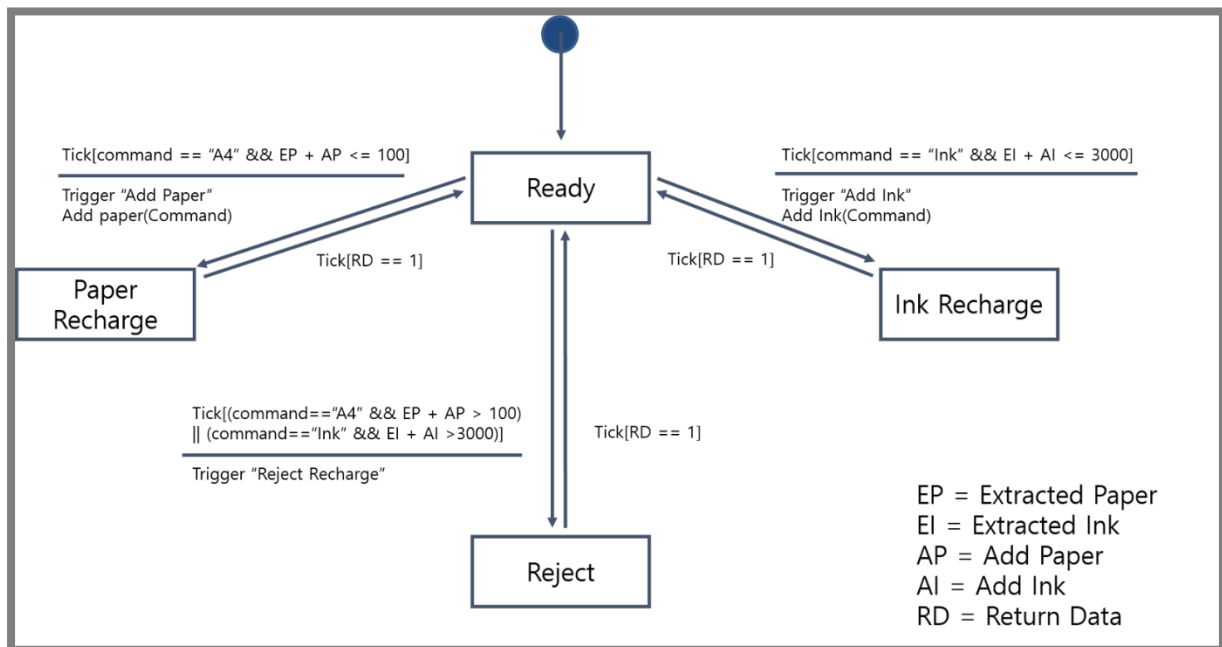 Tick[command == “A4” && EP + AP <= 100]
Trigger “Add Paper”
Add paper(Command)
Ready
Tick[command == “Ink” && EI + AI <= 3000]
Trigger “Add Ink”
Add Ink(Command)
Tick[RD == 1]
Tick[RD == 1]
Paper
Recharge
Ink Recharge
Tick[(command==“A4” && EP + AP > 100)
|| (command==“Ink” && EI + AI >3000)]
Trigger “Reject Recharge”
Tick[RD == 1]
Reject
EP = Extracted Paper
EI = Extracted Ink
AP = Add Paper
AI = Add Ink
RD = Return Data